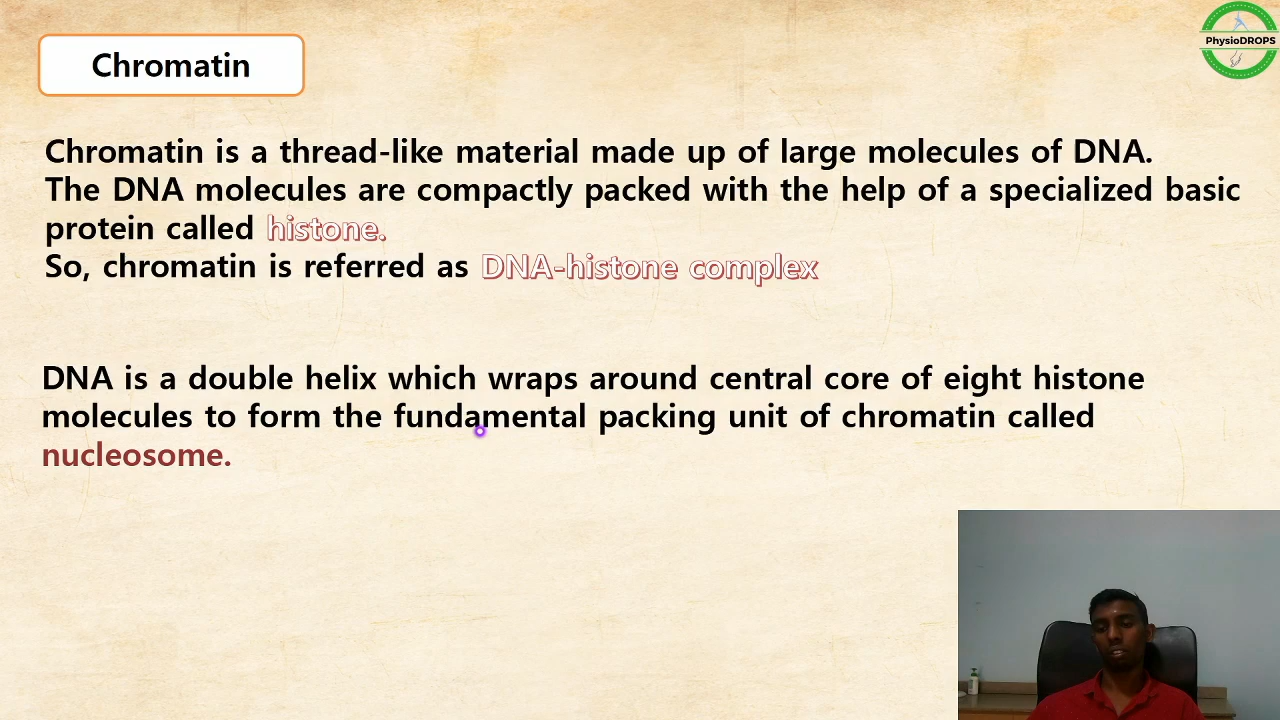 PhysioDROPS
Chromatin
Chromatin is a thread-like material made up of large molecules of DNA.
The DNA molecules are compactly packed with the help of a specialized basic
protein called histone.
So, chromatin is referred as DNA-histone complex
DNA is a double helix which wraps around central core of eight histone
molecules to form the fundamental packing unit of chromatin called
nucleosome.